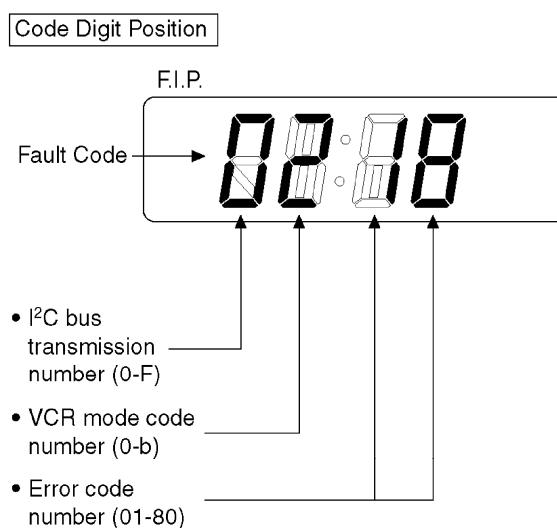 Code Digit Position
F.I.P.
Fault Code
02:18
• I²C bus
transmission
number (0-F)
• VCR mode code
number (0-b)
• Error code
number (01-80)